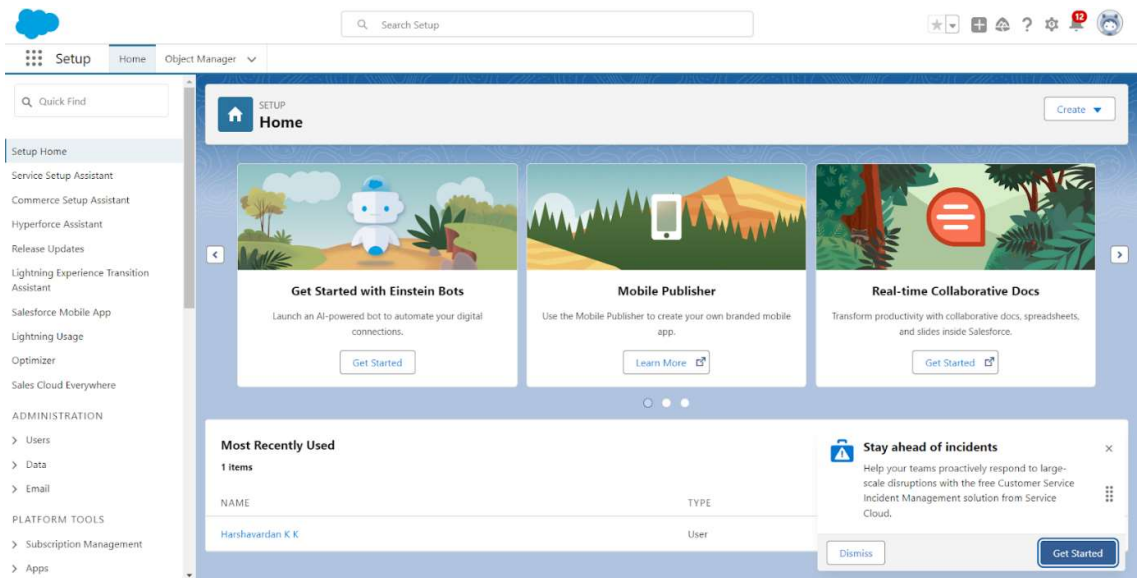 Search Setup
12
Setup
Home
Object Manager
Quick Find
Setup Home
Service Setup Assistant
Commerce Setup Assistant
Hyperforce Assistant
Release Updates
Lightning Experience Transition
Assistant
Salesforce Mobile App
Lightning Usage
Optimizer
Sales Cloud Everywhere
ADMINISTRATION
Users
Data
Email
PLATFORM TOOLS
Subscription Management
Apps
SETUP
Home
Create
Get Started with Einstein Bots
Launch an AI-powered bot to automate your digital
connections.
Get Started
Mobile Publisher
Use the Mobile Publisher to create your own branded mobile
app.
Learn More
Real-time Collaborative Docs
Transform productivity with collaborative docs, spreadsheets,
and slides inside Salesforce.
Get Started
Most Recently Used
1 items
NAME
TYPE
Harshavardan K K
User
Stay ahead of incidents
Help your teams proactively respond to large-
scale disruptions with the free Customer Service
Incident Management solution from Service
Cloud.
Dismiss
Get Started